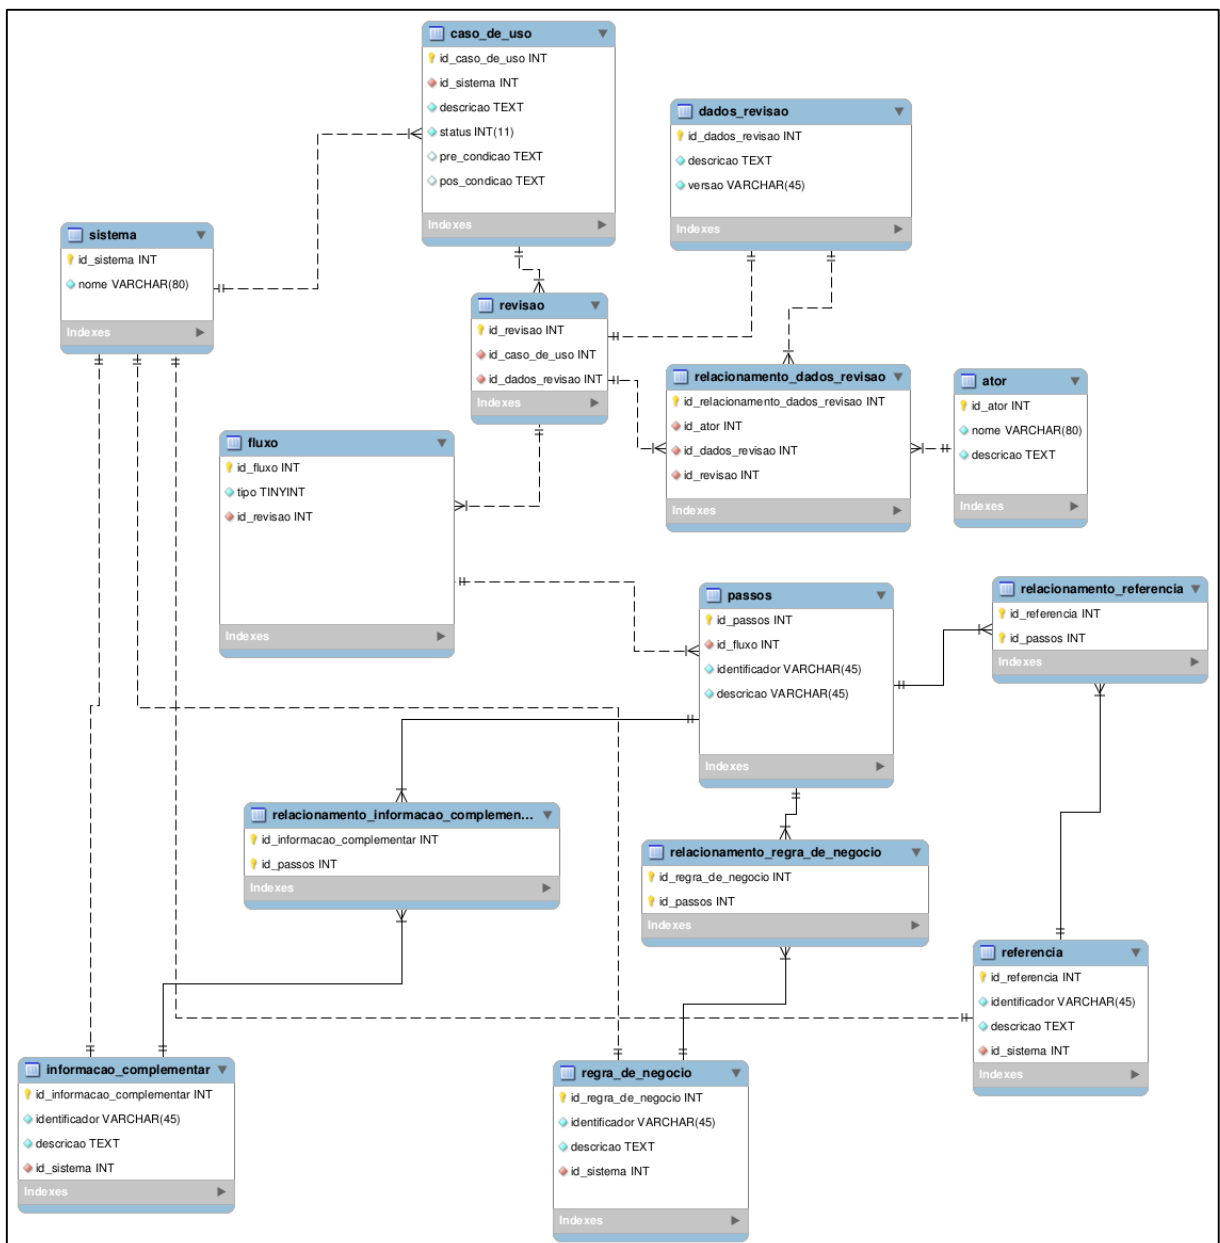 caso_de_uso
id_caso_de_uso INT
id_sistema INT
descricao TEXT
status INT(11)
pre_condicao TEXT
pos_condicao TEXT
Indexes
dados_revisao
id_dados_revisao INT
descricao TEXT
versao VARCHAR(45)
Indexes
sistema
id_sistema INT
nome VARCHAR(80)
Indexes
revisao
id_revisao INT
id_caso_de_uso INT
id_dados_revisao INT
Indexes
relacionamento_dados_revisao
id_relacionamento_dados_revisao INT
id_ator INT
id_dados_revisao INT
id_revisao INT
Indexes
ator
id_ator INT
nome VARCHAR(80)
descricao TEXT
Indexes
fluxo
id_fluxo INT
tipo TINYINT
id_revisao INT
Indexes
passos
id_passos INT
id_fluxo INT
identificador VARCHAR(45)
descricao VARCHAR(45)
Indexes
relacionamento_referencia
id_referencia INT
id_passos INT
Indexes
relacionamento_informacao_complemen...
id_informacao_complementar INT
id_passos INT
Indexes
relacionamento_regra_de_negocio
id_regra_de_negocio INT
id_passos INT
Indexes
referencia
id_referencia INT
identificador VARCHAR(45)
descricao TEXT
id_sistema INT
Indexes
informacao_complementar
id_informacao_complementar INT
identificador VARCHAR(45)
descricao TEXT
id_sistema INT
Indexes
regra_de_negocio
id_regra_de_negocio INT
identificador VARCHAR(45)
descricao TEXT
id_sistema INT
Indexes